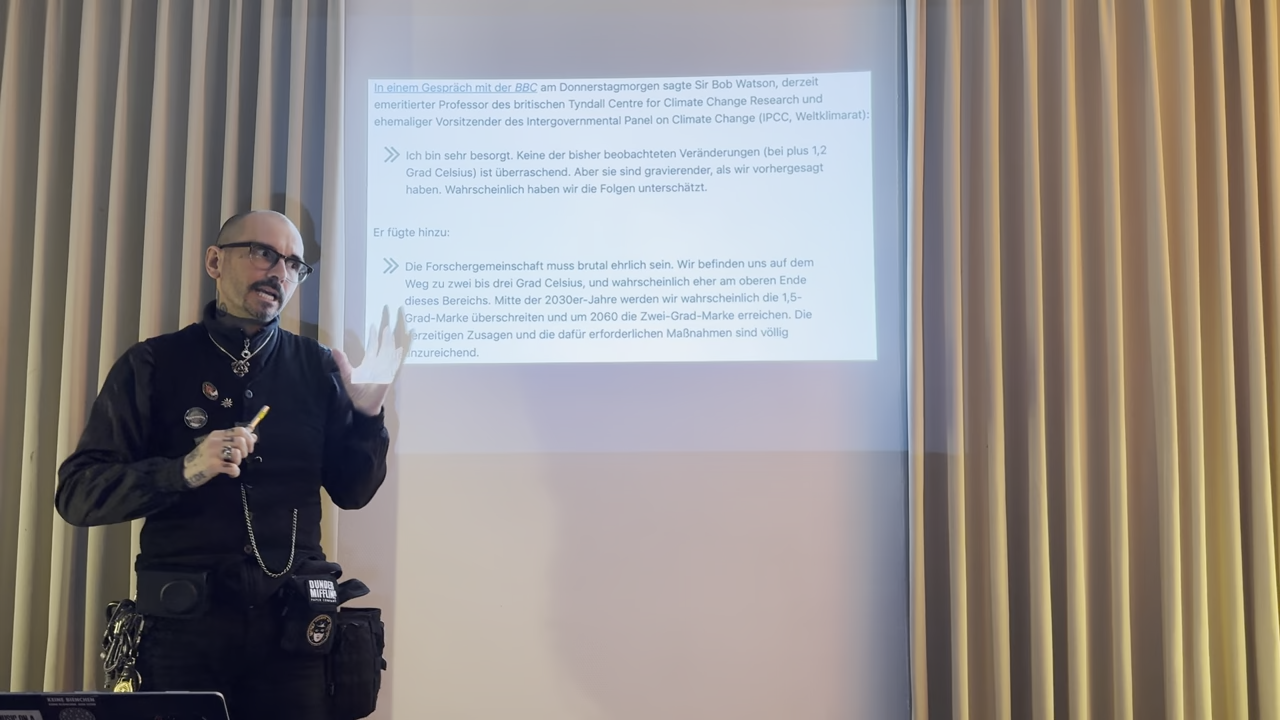 In einem Gespräch mit der BBC am Donnerstagmorgen sagte Sir Bob Watson, derzeit
emeritierter Professor des britischen Tyndall Centre for Climate Change Research und
ehemaliger Vorsitzender des Intergovernmental Panel on Climate Change (IPCC, Weltklimarat):
Ich bin sehr besorgt. Keine der bisher beobachteten Veränderungen (bei plus 1,2
Grad Celsius) ist überraschend. Aber sie sind gravierender, als wir vorhergesagt
haben. Wahrscheinlich haben wir die Folgen unterschätzt.
Er fügte hinzu:
Die Forschergemeinschaft muss brutal ehrlich sein. Wir befinden uns auf dem
Weg zu zwei bis drei Grad Celsius, und wahrscheinlich eher am oberen Ende
dieses Bereichs. Mitte der 2030er-Jahre werden wir wahrscheinlich die 1,5-
Grad-Marke überschreiten und um 2060 die Zwei-Grad-Marke erreichen. Die
erzeitigen Zusagen und die dafür erforderlichen Maßnahmen sind völlig
nzureichend.
DUNDER
MIFFLIN